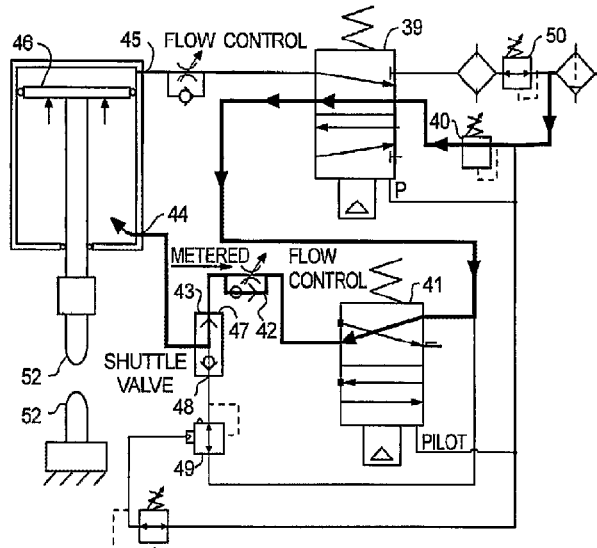 46
45
FLOW CONTROL
39
50
40
P
44
METERED
FLOW
CONTROL
43
47
42
41
SHUTTLE
VALVE
52
48
52
PILOT
49